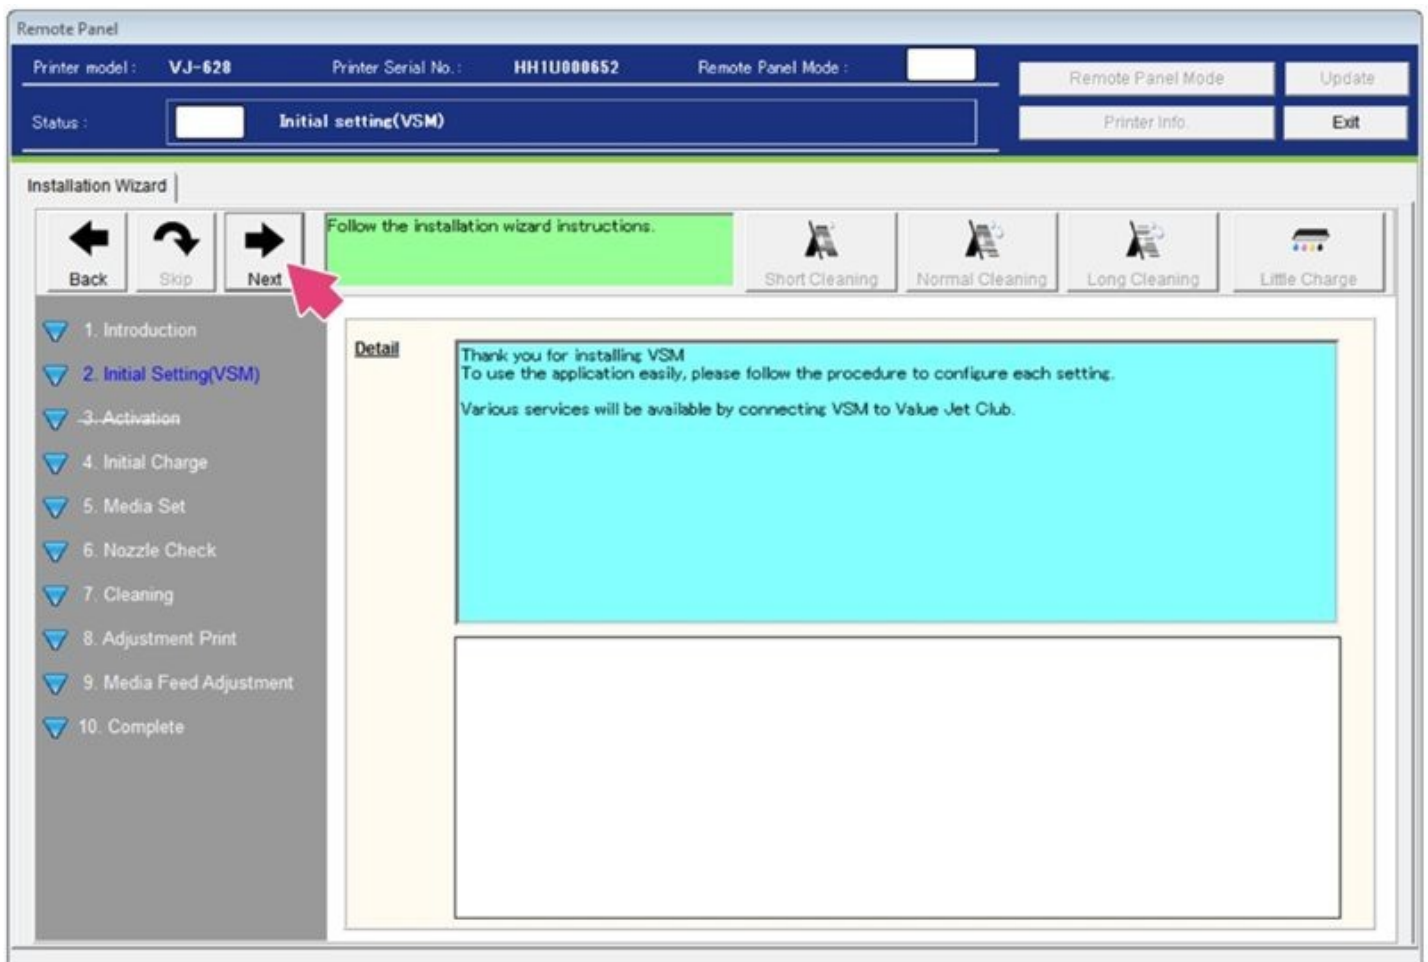 Remote Panel
Printer model : VJ-628 Printer Serial No. : HH1U000652 Remote Panel Mode :
Remote Panel Mode Update
Status : Initial setting(VSM)
Printer Info. Exit
Installation Wizard
Back Skip Next
Follow the installation wizard instructions.
Short Cleaning Normal Cleaning Long Cleaning Little Charge
1. Introduction
2. Initial Setting(VSM)
3. Activation
4. Initial Charge
5. Media Set
6. Nozzle Check
7. Cleaning
8. Adjustment Print
9. Media Feed Adjustment
10. Complete
Detail
Thank you for installing VSM
To use the application easily, please follow the procedure to configure each setting.
Various services will be available by connecting VSM to Value Jet Club.